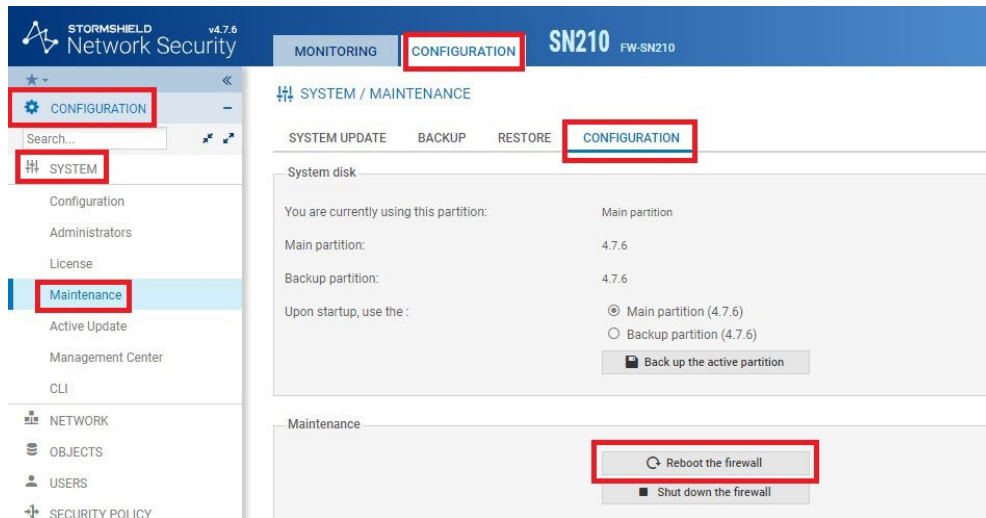 STORMSHIELD v4.7.6
Network Security
MONITORING CONFIGURATION SN210 FW-SN210
CONFIGURATION
Search...
SYSTEM
Configuration
Administrators
License
Maintenance
Active Update
Management Center
CLI
NETWORK
OBJECTS
USERS
SECURITY POLICY
SYSTEM / MAINTENANCE
SYSTEM UPDATE BACKUP RESTORE CONFIGURATION
System disk
You are currently using this partition: Main partition
Main partition: 4.7.6
Backup partition: 4.7.6
Upon startup, use the : Main partition (4.7.6)
Backup partition (4.7.6)
Back up the active partition
Maintenance
Reboot the firewall
Shut down the firewall